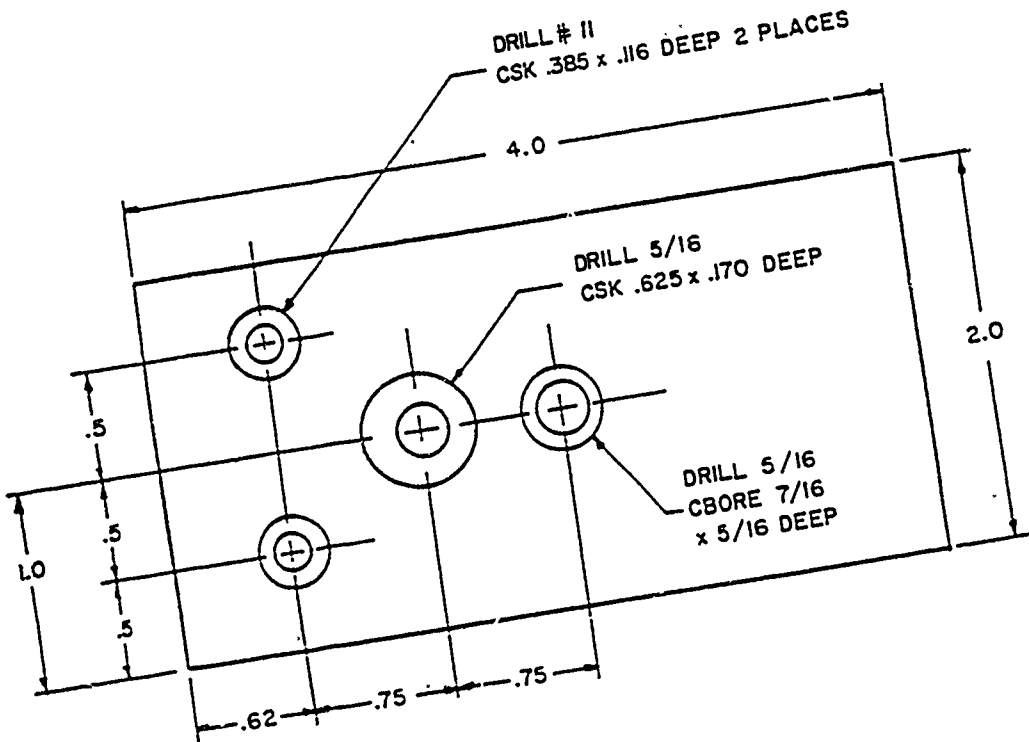 DRILL # 11
CSK .385 x .116 DEEP 2 PLACES
4.0
DRILL 5/16
CSK .625 x .170 DEEP
2.0
.5
DRILL 5/16
CBORE 7/16
x 5/16 DEEP
.5
1.0
.5
.62
.75
.75